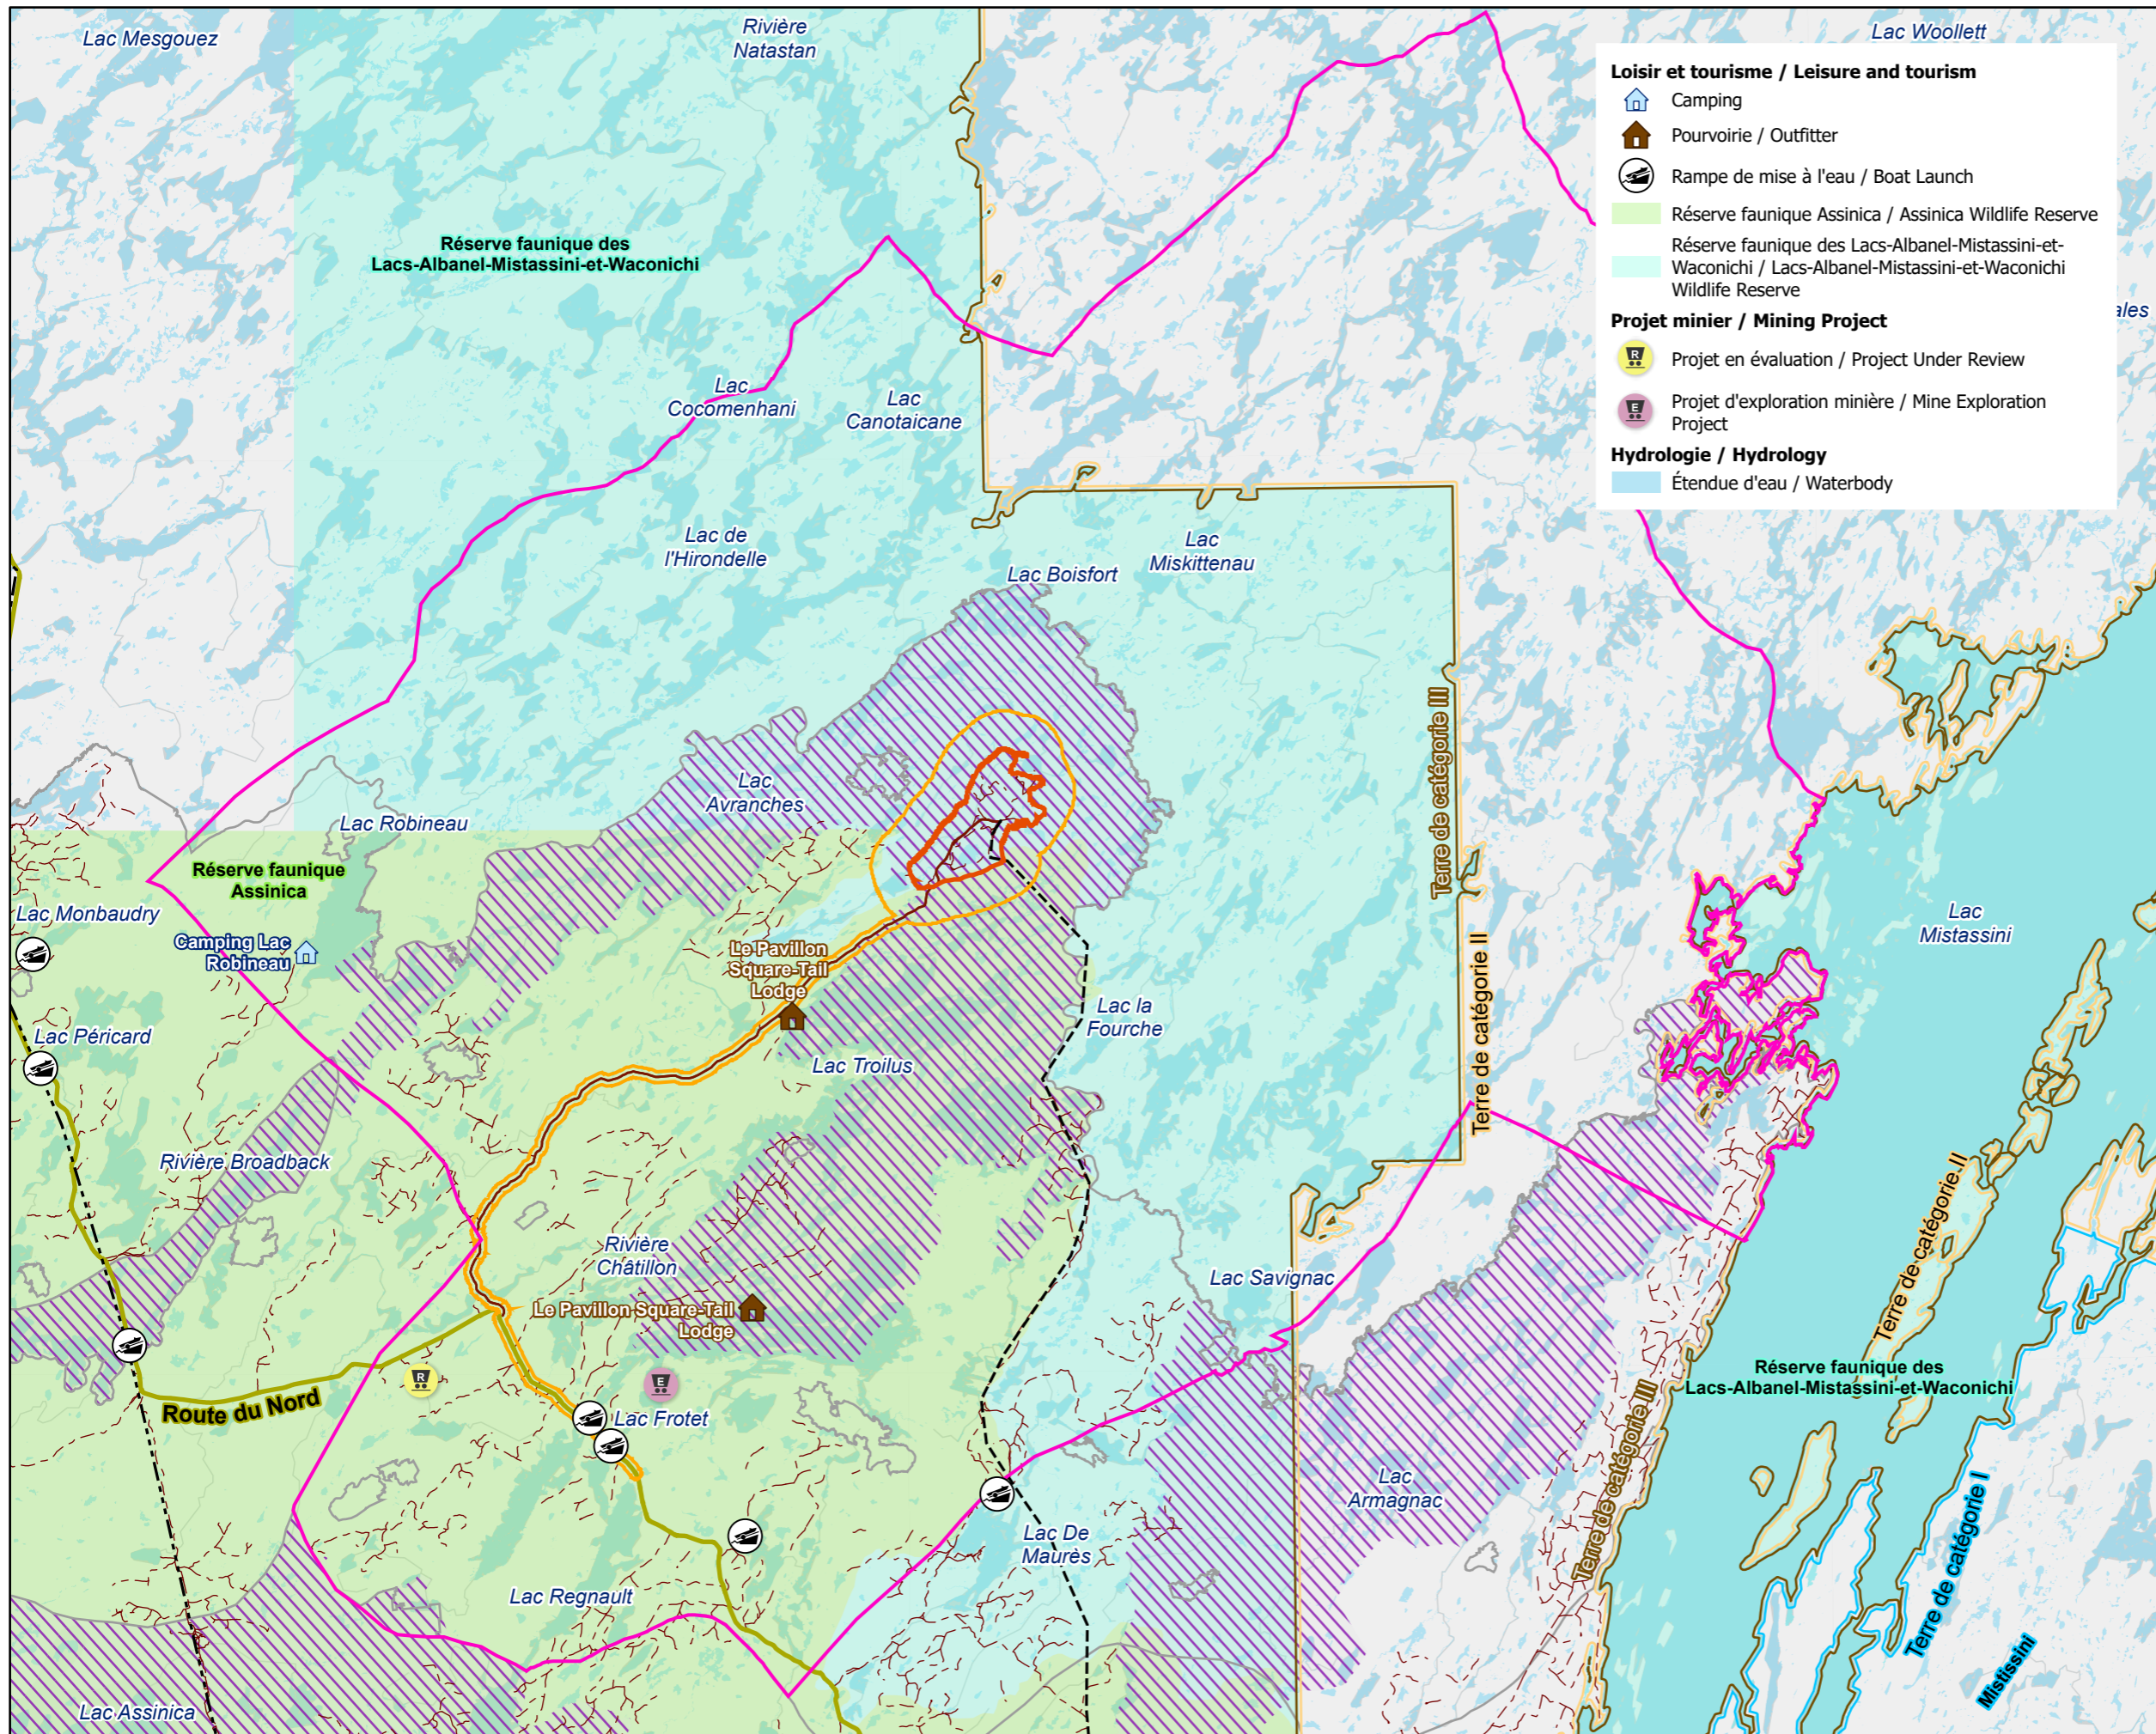 Lac Mesgouez
Rivière
Natastan
Lac Woollett
Loisir et tourisme / Leisure and tourism
Camping
Pourvoirie / Outfitter
Rampe de mise à l'eau / Boat Launch
Réserve faunique Assinica / Assinica Wildlife Reserve
Réserve faunique des Lacs-Albanel-Mistassini-et-
Waconichi / Lacs-Albanel-Mistassini-et-Waconichi
Wildlife Reserve
Projet minier / Mining Project
R
Projet en évaluation / Project Under Review
E
Projet d'exploration minière / Mine Exploration
Project
Hydrologie / Hydrology
Étendue d'eau / Waterbody
ales
Réserve faunique des
Lacs-Albanel-Mistassini-et-Waconichi
Lac
Cocomenhani
Lac
Canotaicane
Lac de
l'Hirondelle
Lac
Miskittenau
Lac Boisfort
Terre de catégorie III
Lac
Avranches
Lac Robineau
Réserve faunique
Assinica
Lac Monbaudry
Camping Lac
Robineau
Le Pavillon
Square-Tail
Lodge
Lac
Mistassini
Terre de catégorie II
Lac la
Fourche
Lac Péricard
Lac Troilus
Rivière Broadback
Rivière
Châtillon
Lac Savignac
Terre de catégorie II
Le Pavillon Square-Tail
Lodge
Réserve faunique des
Lacs-Albanel-Mistassini-et-Waconichi
R
E
Route du Nord
Lac Frotet
Terre de catégorie III
Lac
Armagnac
Lac De
Maurès
Terre de catégorie I
Lac Regnault
Mistissini
Lac Assinica